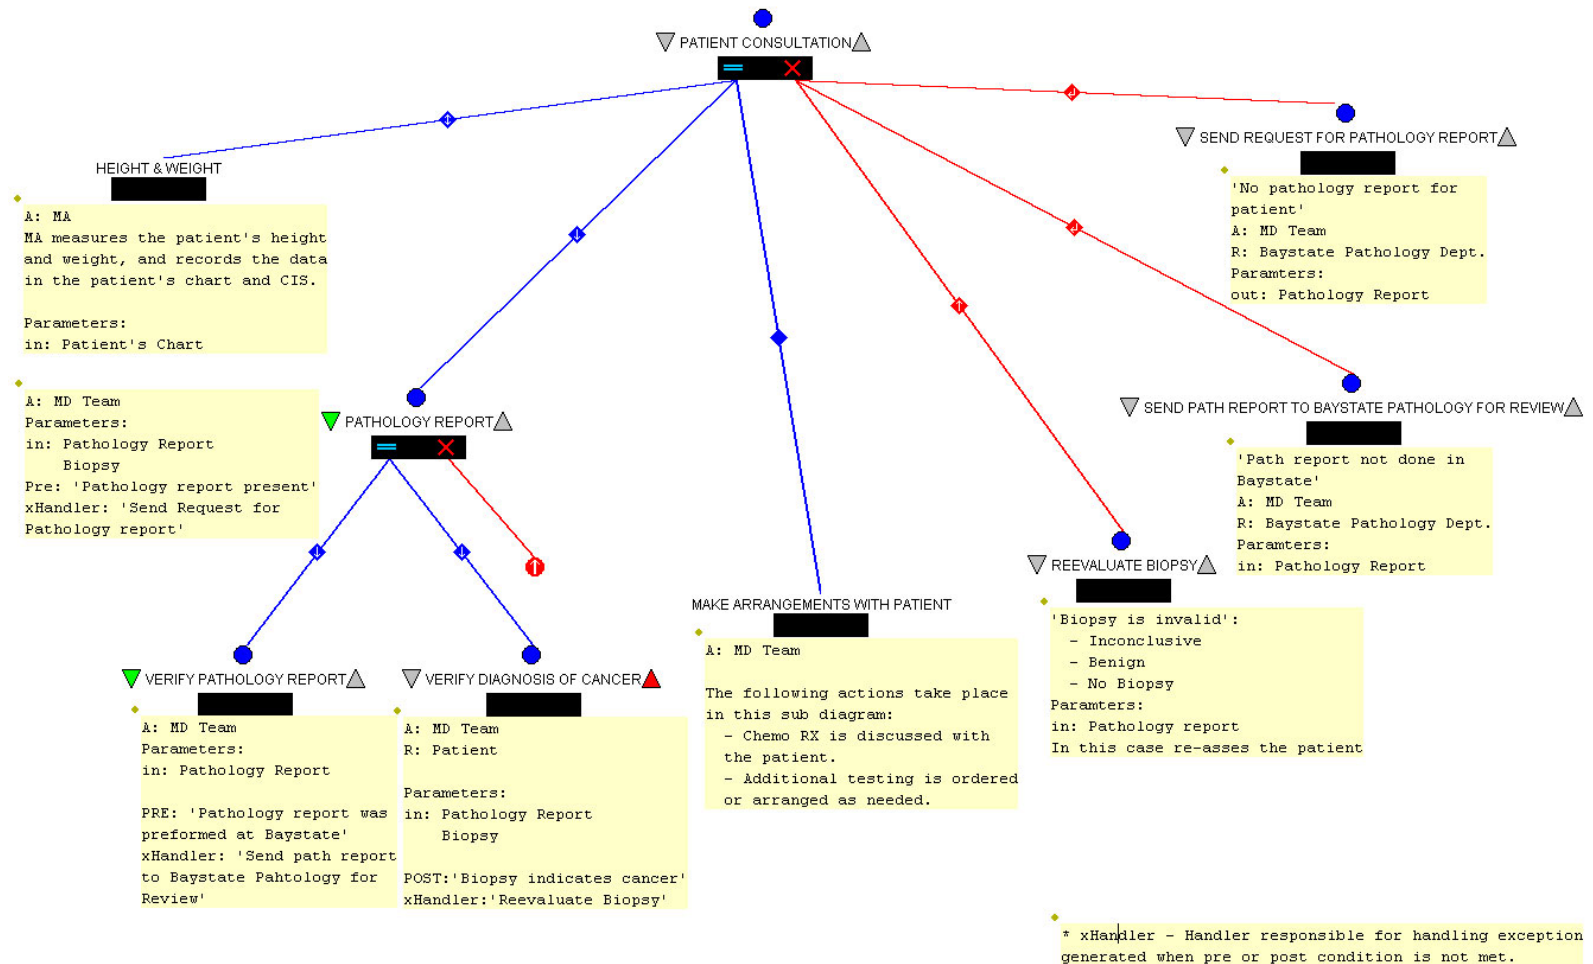 PATIENT CONSULTATION
HEIGHT & WEIGHT
A: MA
MA measures the patient's height
and weight, and records the data
in the patient's chart and CIS.
Parameters:
in: Patient's Chart
SEND REQUEST FOR PATHOLOGY REPORT
'No pathology report for
patient'
A: MD Team
R: Baystate Pathology Dept.
Paramters:
out: Pathology Report
A: MD Team
Parameters:
in: Pathology Report
Biopsy
Pre: 'Pathology report present'
xHandler: 'Send Request for
Pathology report'
PATHOLOGY REPORT
SEND PATH REPORT TO BAYSTATE PATHOLOGY FOR REVIEW
'Path report not done in
Baystate'
A: MD Team
R: Baystate Pathology Dept.
Paramters:
in: Pathology Report
VERIFY PATHOLOGY REPORT
A: MD Team
Parameters:
in: Pathology Report
PRE: 'Pathology report was
preformed at Baystate'
xHandler: 'Send path report
to Baystate Pahtology for
Review'
VERIFY DIAGNOSIS OF CANCER
A: MD Team
R: Patient
Parameters:
in: Pathology Report
Biopsy
POST:'Biopsy indicates cancer'
xHandler:'Reevaluate Biopsy'
MAKE ARRANGEMENTS WITH PATIENT
A: MD Team
The following actions take place
in this sub diagram:
- Chemo RX is discussed with
the patient.
- Additional testing is ordered
or arranged as needed.
REEVALUATE BIOPSY
'Biopsy is invalid':
- Inconclusive
- Benign
- No Biopsy
Paramters:
in: Pathology report
In this case re-asses the patient
* xHandler - Handler responsible for handling exception
generated when pre or post condition is not met.